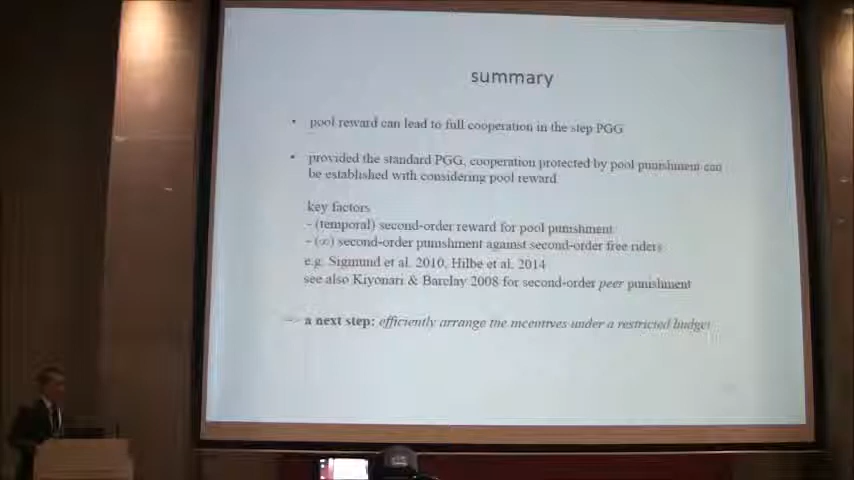 summary
• pool reward can lead to full cooperation in the step PGG
• provided the standard PGG, cooperation protected by pool punishment can
be established with considering pool reward
key factors
- (temporal) second-order reward for pool punishment
- (∞) second-order punishment against second-order free riders
e.g. Sigmund et al. 2010, Hilbe et al. 2014
see also Kiyonari & Barclay 2008 for second-order peer punishment
— a next step: efficiently arrange the incentives under a restricted budget